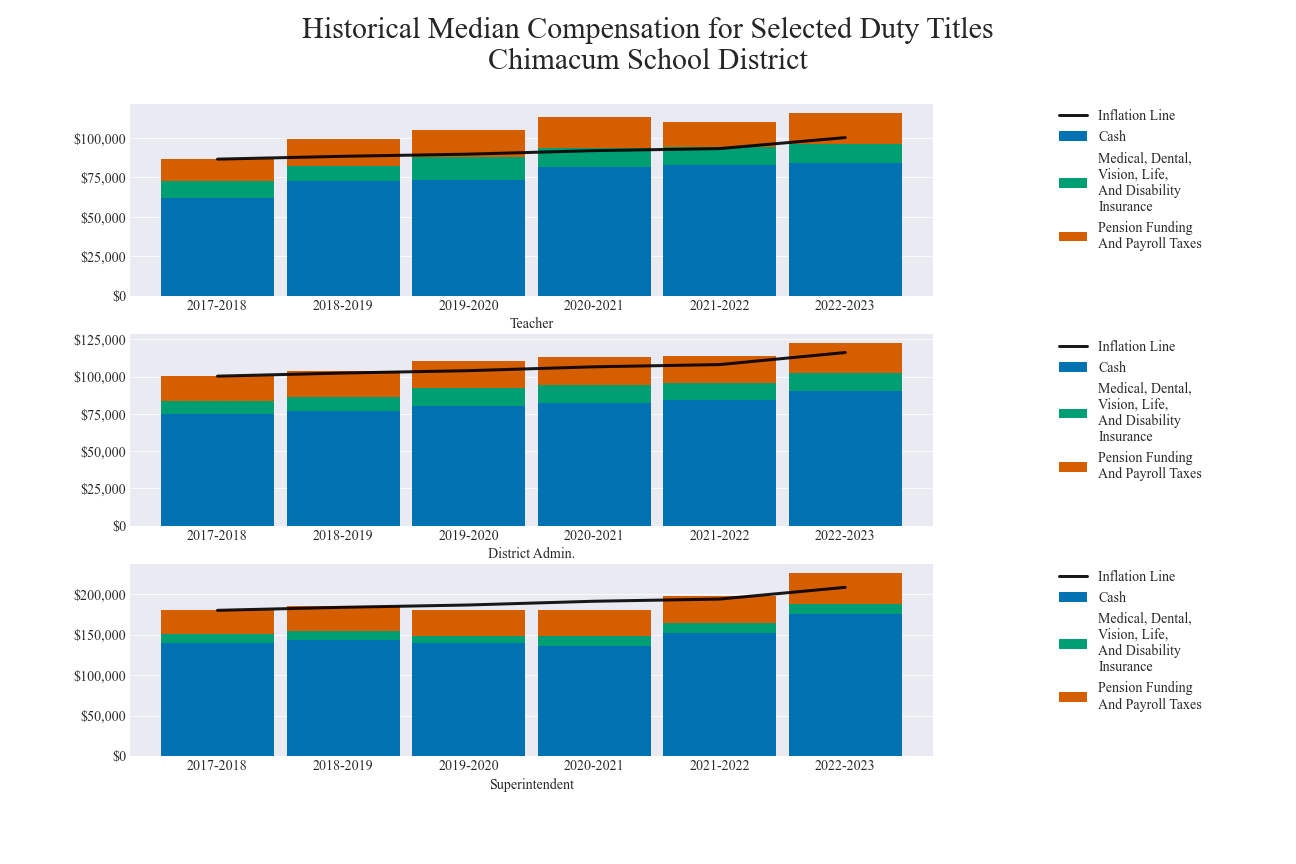 Historical Median Compensation for Selected Duty Titles
Chimacum School District
$100,000
$75,000
$50,000
$25,000
$0
2017-2018 2018-2019 2019-2020 2020-2021 2021-2022 2022-2023
Teacher
Inflation Line
Cash
Medical, Dental,
Vision, Life,
And Disability
Insurance
Pension Funding
And Payroll Taxes
$125,000
$100,000
$75,000
$50,000
$25,000
$0
2017-2018 2018-2019 2019-2020 2020-2021 2021-2022 2022-2023
District Admin.
Inflation Line
Cash
Medical, Dental,
Vision, Life,
And Disability
Insurance
Pension Funding
And Payroll Taxes
$200,000
$150,000
$100,000
$50,000
$0
2017-2018 2018-2019 2019-2020 2020-2021 2021-2022 2022-2023
Superintendent
Inflation Line
Cash
Medical, Dental,
Vision, Life,
And Disability
Insurance
Pension Funding
And Payroll Taxes